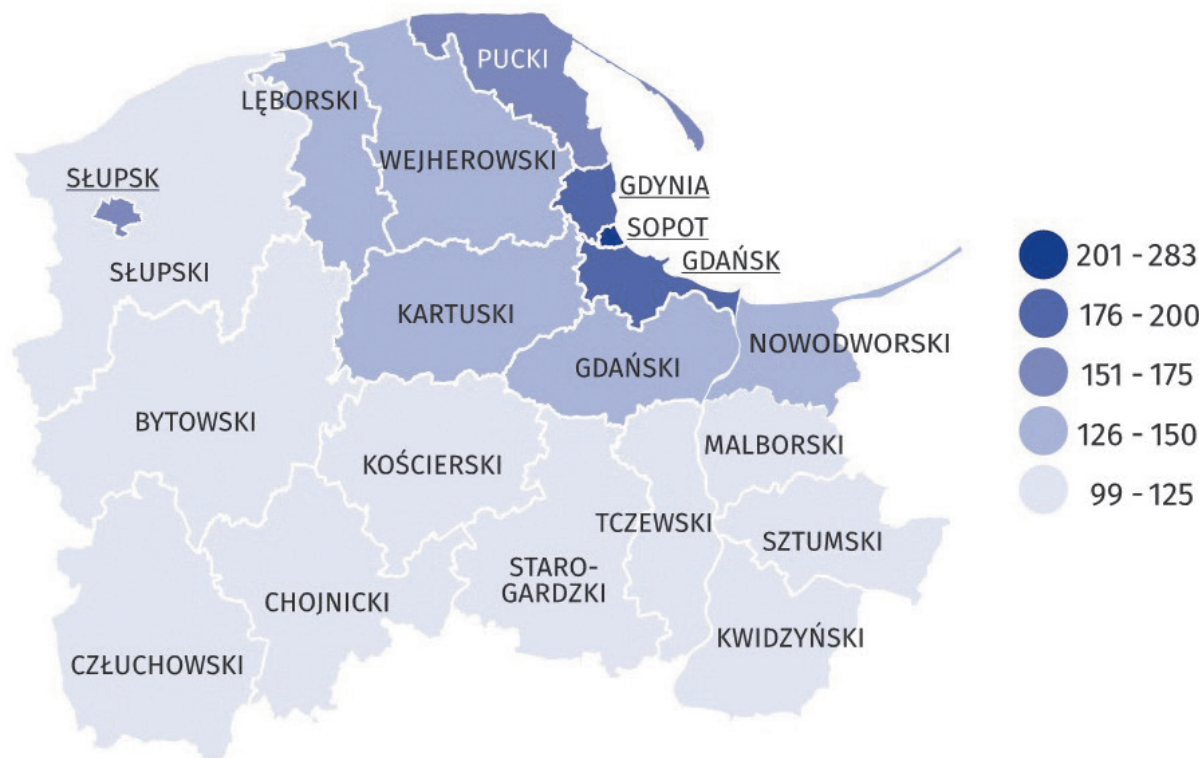 PUCKI
LĘBORSKI
WEJHEROWSKI
SŁUPSK
GDYNIA
SOPOT
GDAŃSK
SŁUPSKI
KARTUSKI
NOWODWORSKI
GDAŃSKI
BYTOWSKI
KOŚCIERSKI
MALBORSKI
TCZEWSKI
SZTUMSKI
STARO-
GARDZKI
CHOJNICKI
KWIDZYŃSKI
CZŁUCHOWSKI
201 - 283
176 - 200
151 - 175
126 - 150
99 - 125